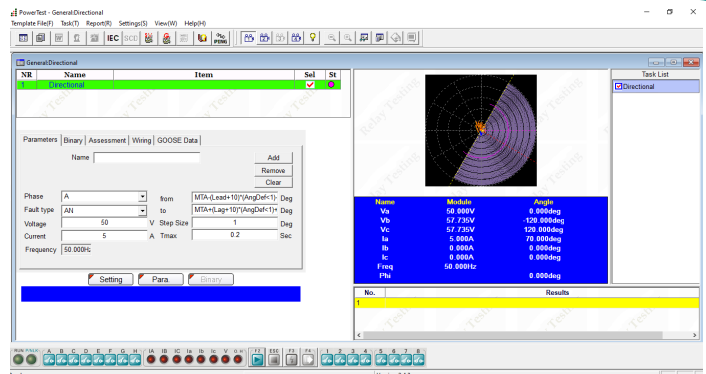 PowerTest - General:Directional
Template File(F) Task(T) Report(R) Settings(S) View(W) Help(H)
IEC SCD
General:Directional
NR Name Item Sel St
1 Directional
Task List
Directional
Parameters Binary Assessment Wiring GOOSE Data
Name Add
Remove
Clear
Phase A from MTA-(Lead+10)*(AngDef<1)- Deg
Fault type AN to MTA+(Lag+10)*(AngDef<1)+ Deg
Voltage 50 V Step Size 1 Deg
Current 5 A Tmax 0.2 Sec
Frequency 50.000Hz
Setting Para. Binary
Name Module Angle
Va 50.000V 0.000deg
Vb 57.735V -120.000deg
Vc 57.735V 120.000deg
Ia 5.000A 70.000deg
Ib 0.000A 0.000deg
Ic 0.000A 0.000deg
Freq 50.000Hz
Phi 0.000deg
No. Results
1
Relay Testing
A B C D E F G H IA IB IC Ia Ib Ic V O.H F2 ESC F3 F4 1 2 3 4 5 6 7 8